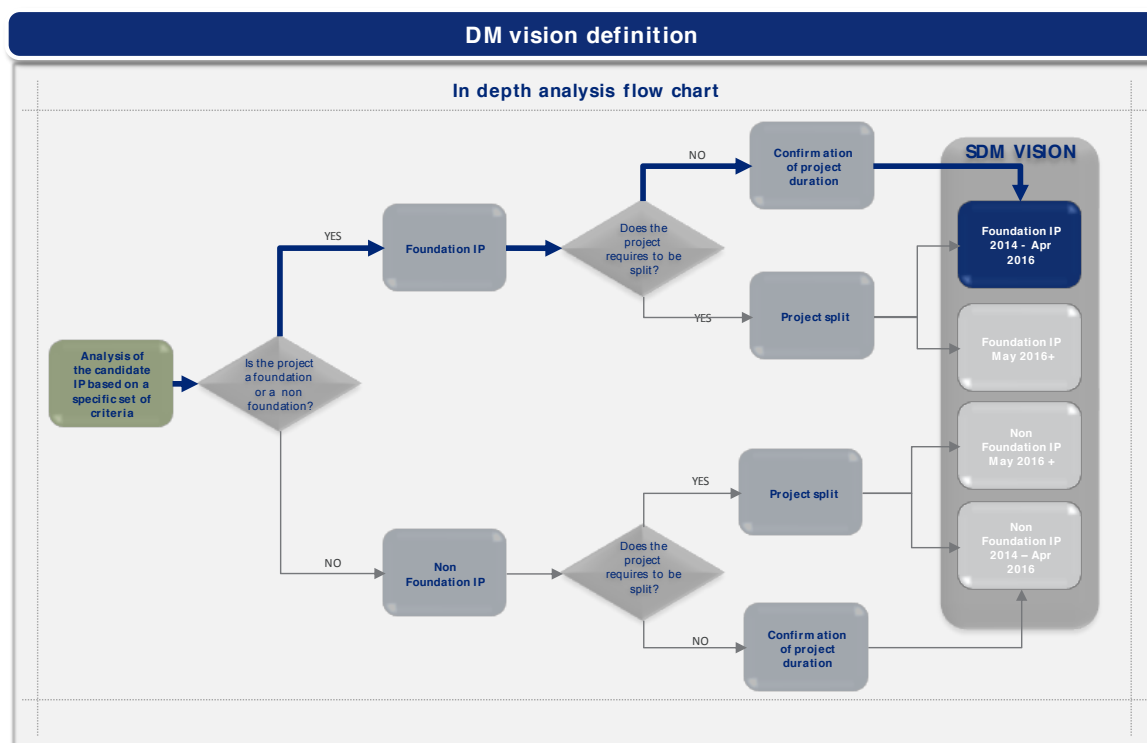 DM vision definition
In depth analysis flow chart
SDM VISION
NO
Confirmation
of project
duration
Foundation IP
2014 - Apr
2016
YES
Foundation IP
Does the
project
requires to be
split?
YES
Project split
Foundation IP
May 2016+
Analysis of
the candidate
IP based on a
specific set of
criteria
Is the project
a foundation
or a non
foundation?
Non
Foundation IP
May 2016 +
YES
Project split
NO
Non
Foundation IP
Does the
project
requires to be
split?
Non
Foundation IP
2014 – Apr
2016
NO
Confirmation
of project
duration